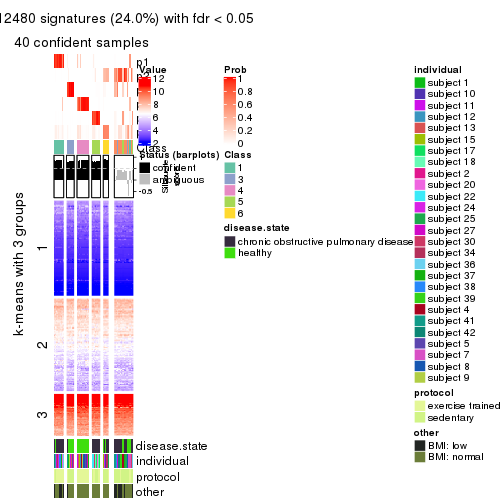 12480 signatures (24.0%) with fdr < 0.05
40 confident samples
p1
Value
12
10
8
6
4
2
Prob
1
0.8
0.6
0.4
0.2
0
Class
Status (barplots)
confident
ambiguous
-0.5
Class
1
3
4
5
6
disease.state
chronic obstructive pulmonary disease
healthy
k-means with 3 groups
1
2
3
disease.state
individual
protocol
other
individual
subject 1
subject 10
subject 11
subject 12
subject 13
subject 15
subject 17
subject 18
subject 2
subject 20
subject 22
subject 24
subject 25
subject 27
subject 30
subject 34
subject 36
subject 37
subject 38
subject 39
subject 4
subject 41
subject 42
subject 5
subject 7
subject 8
subject 9
protocol
exercise trained
sedentary
other
BMI: low
BMI: normal